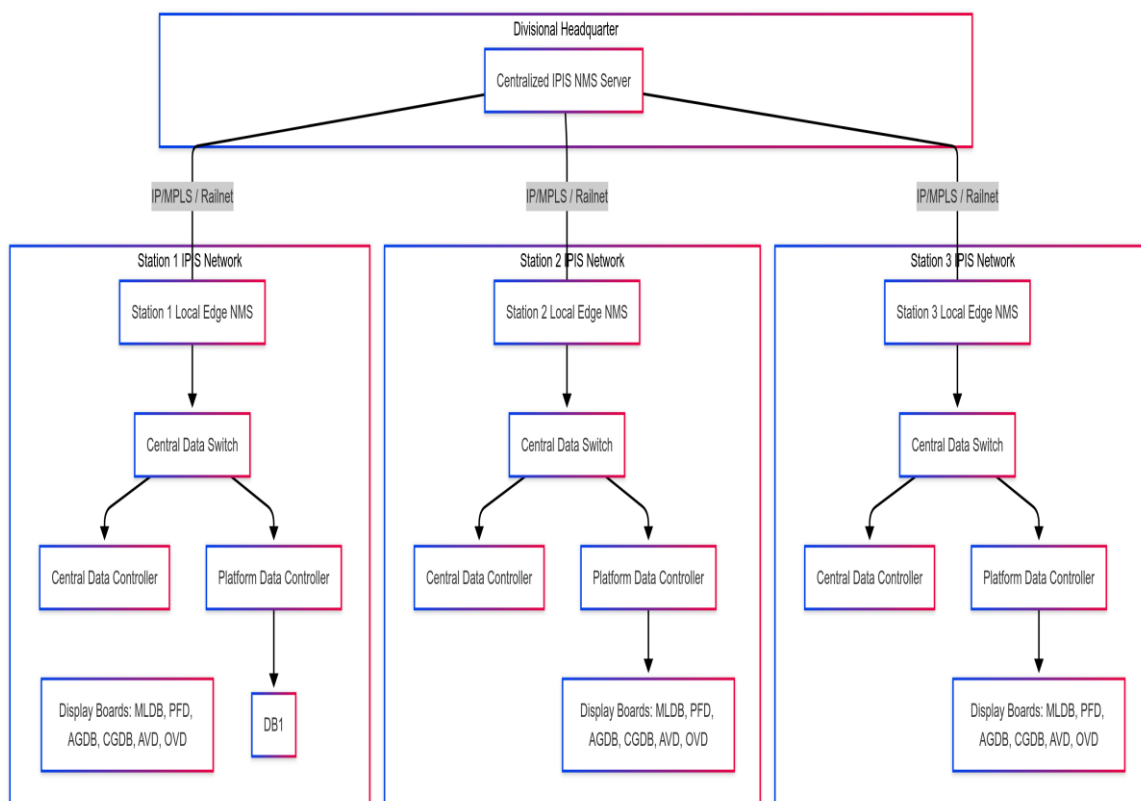 Divisional Headquarter
Centralized IPIS NMS Server
IP/MPLS / Railnet
IP/MPLS / Railnet
IP/MPLS / Railnet
Station 1 IPIS Network
Station 2 IPIS Network
Station 3 IPIS Network
Station 1 Local Edge NMS
Station 2 Local Edge NMS
Station 3 Local Edge NMS
Central Data Switch
Central Data Switch
Central Data Switch
Central Data Controller
Platform Data Controller
Central Data Controller
Platform Data Controller
Central Data Controller
Platform Data Controller
Display Boards: MLDB, PFD,
AGDB, CGDB, AVD, OVD
DB1
Display Boards: MLDB, PFD,
AGDB, CGDB, AVD, OVD
Display Boards: MLDB, PFD,
AGDB, CGDB, AVD, OVD